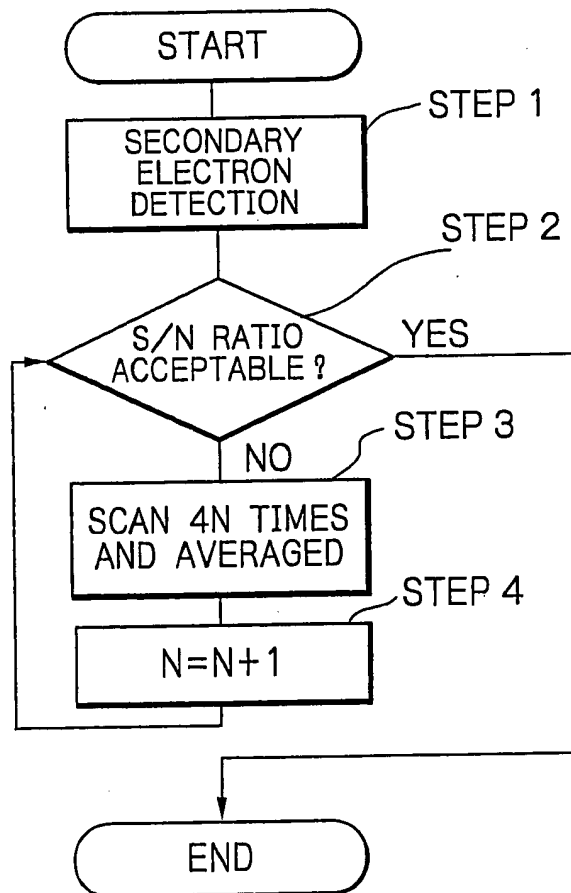 START
STEP 1
SECONDARY
ELECTRON
DETECTION
STEP 2
S/N RATIO
ACCEPTABLE?
YES
NO
STEP 3
SCAN 4N TIMES
AND AVERAGED
STEP 4
N=N+1
END